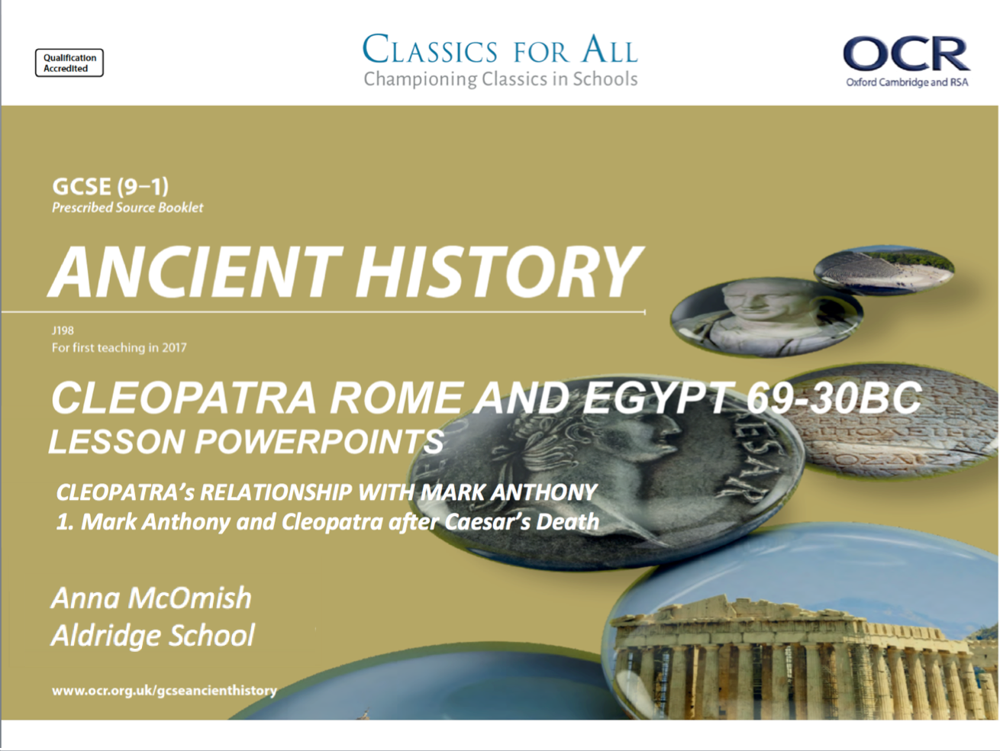 Qualification
Accredited
CLASSICS FOR ALL
Championing Classics in Schools
OCR
Oxford Cambridge and RSA
GCSE (9–1)
Prescribed Source Booklet
ANCIENT HISTORY
J198
For first teaching in 2017
CLEOPATRA ROME AND EGYPT 69-30BC
LESSON POWERPOINTS
CLEOPATRA's RELATIONSHIP WITH MARK ANTHONY
1. Mark Anthony and Cleopatra after Caesar's Death
Anna McOmish
Aldridge School
www.ocr.org.uk/gcseancienthistory
AESAR